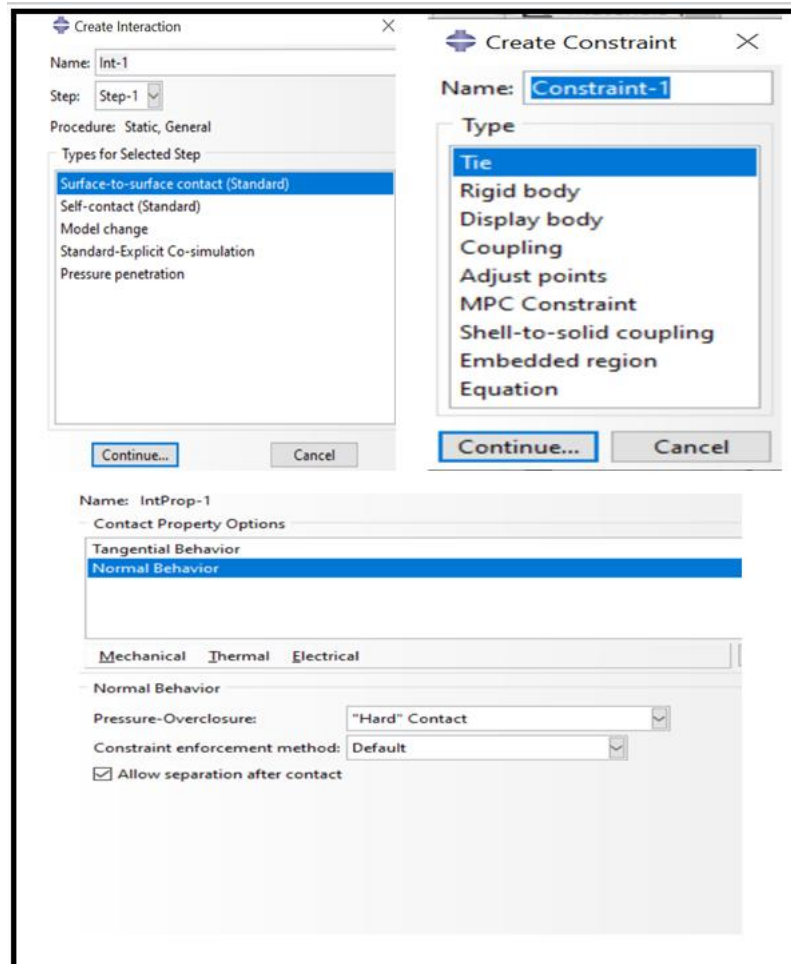 Create Interaction
Name: Int-1
Step: Step-1
Procedure: Static, General
Types for Selected Step
Surface-to-surface contact (Standard)
Self-contact (Standard)
Model change
Standard-Explicit Co-simulation
Pressure penetration
Continue... Cancel
Create Constraint
Name: Constraint-1
Type
Tie
Rigid body
Display body
Coupling
Adjust points
MPC Constraint
Shell-to-solid coupling
Embedded region
Equation
Continue... Cancel
Name: IntProp-1
Contact Property Options
Tangential Behavior
Normal Behavior
Mechanical Thermal Electrical
Normal Behavior
Pressure-Overclosure: "Hard" Contact
Constraint enforcement method: Default
Allow separation after contact